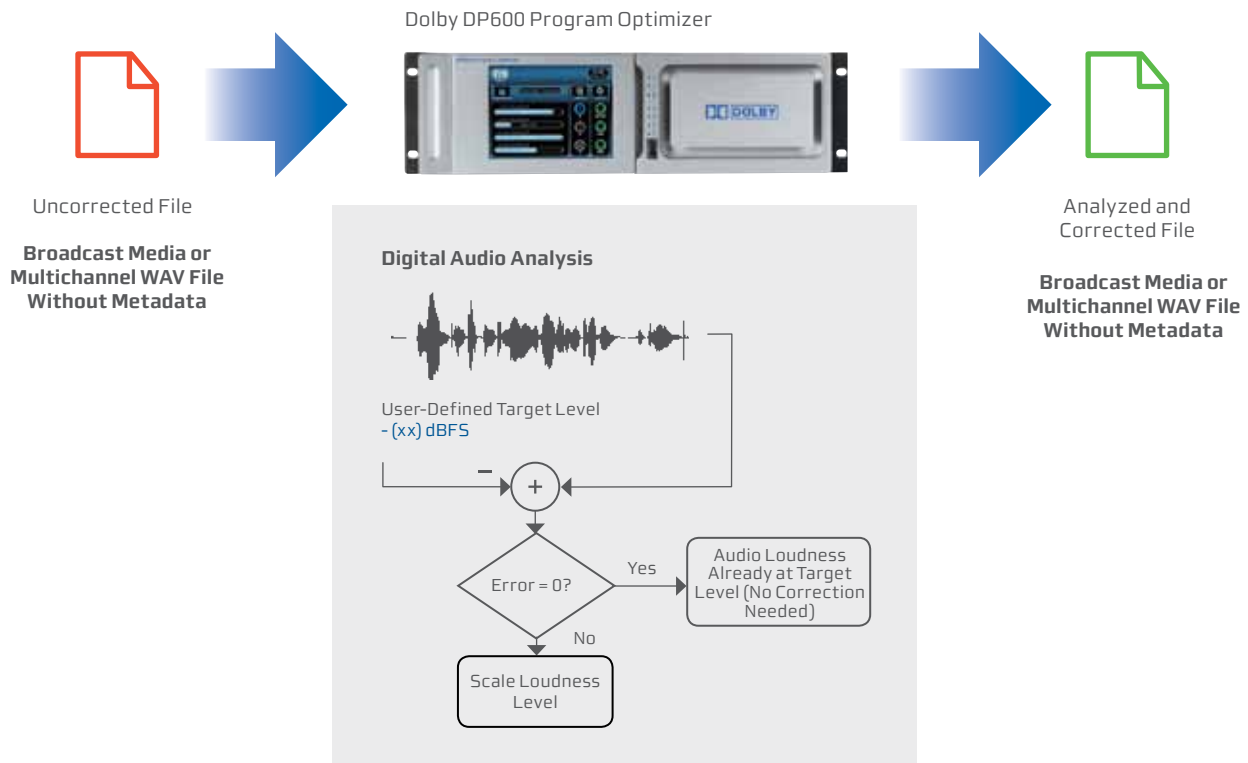 Dolby DP600 Program Optimizer
DOLBY
Uncorrected File
Broadcast Media or
Multichannel WAV File
Without Metadata
Analyzed and
Corrected File
Broadcast Media or
Multichannel WAV File
Without Metadata
Digital Audio Analysis
User-Defined Target Level
- (xx) dBFS
–
+
Error = 0?
Yes
Audio Loudness
Already at Target
Level (No Correction
Needed)
No
Scale Loudness
Level